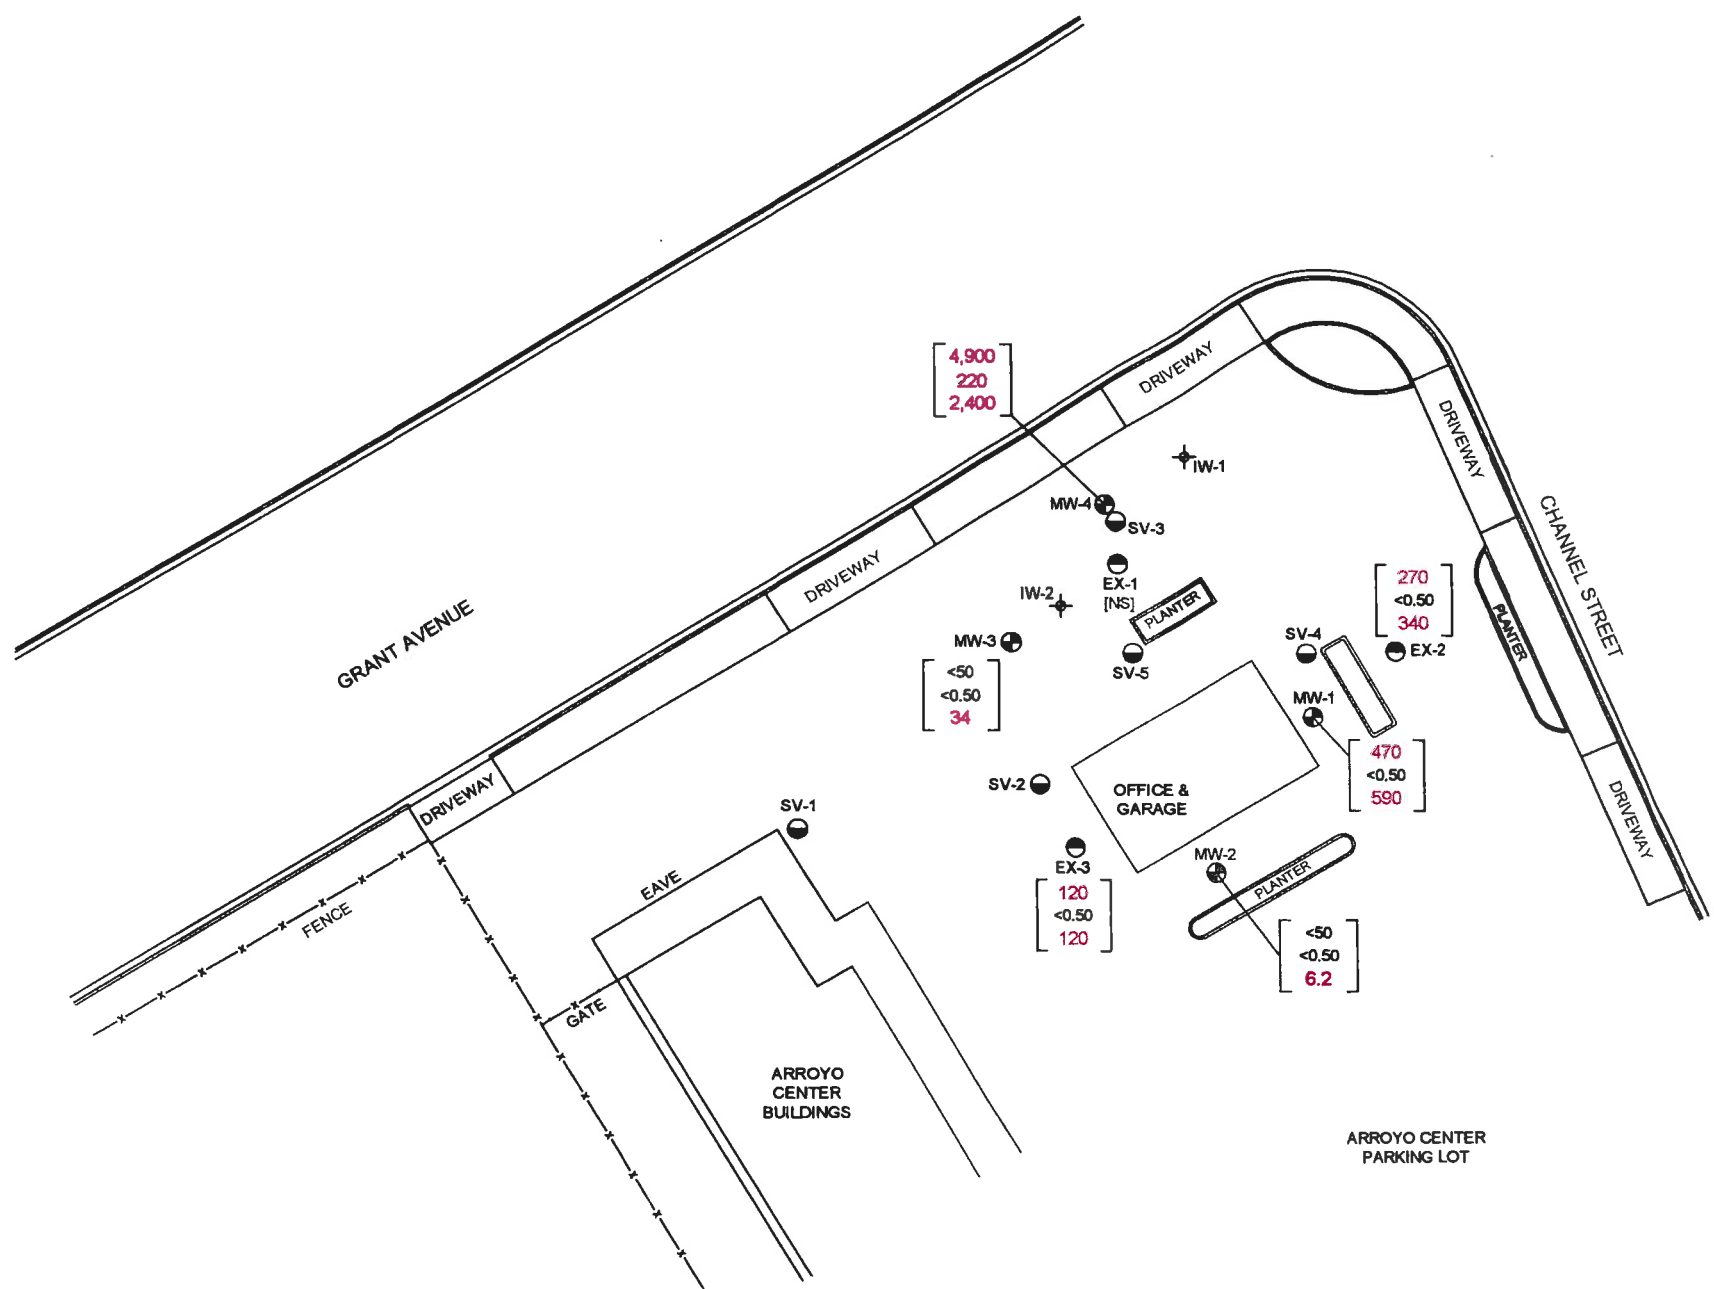 4,900
220
2,400
DRIVEWAY
DRIVEWAY
IW-1
MW-4
SV-3
CHANNEL STREET
EX-1
[NS]
IW-2
PLANTER
DRIVEWAY
270
<0.50
340
EX-2
PLANTER
GRANT AVENUE
MW-3
<50
<0.50
34
SV-5
SV-4
MW-1
470
<0.50
590
SV-2
OFFICE &
GARAGE
DRIVEWAY
DRIVEWAY
SV-1
EX-3
120
<0.50
120
MW-2
PLANTER
<50
<0.50
6.2
EAVE
FENCE
GATE
ARROYO
CENTER
BUILDINGS
ARROYO CENTER
PARKING LOT